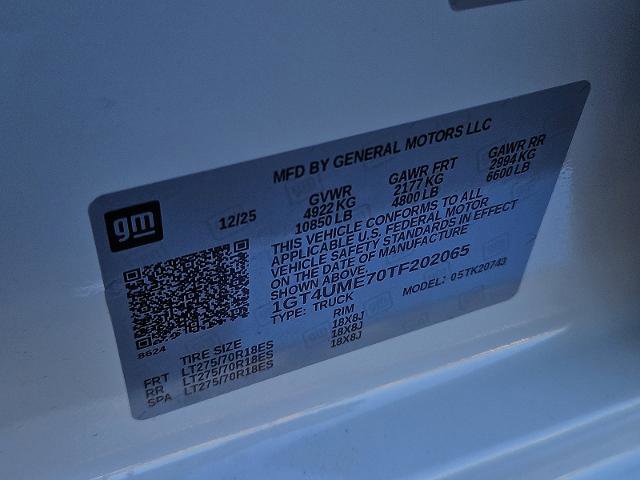 MFD BY GENERAL MOTORS LLC
gm
12/25
GVWR
4922 KG
10850 LB
GAWR FRT
2177 KG
4800 LB
GAWR RR
2994 KG
6600 LB
THIS VEHICLE CONFORMS TO ALL
APPLICABLE U.S. FEDERAL MOTOR
VEHICLE SAFETY STANDARDS IN EFFECT
ON THE DATE OF MANUFACTURE
SHOWN ABOVE.
1GT4UME70TF202065
TYPE: TRUCK
MODEL: 05TK20743
8624
TIRE SIZE RIM
FRT LT275/70R18ES 18X8J
RR LT275/70R18ES 18X8J
SPA LT275/70R18ES 18X8J